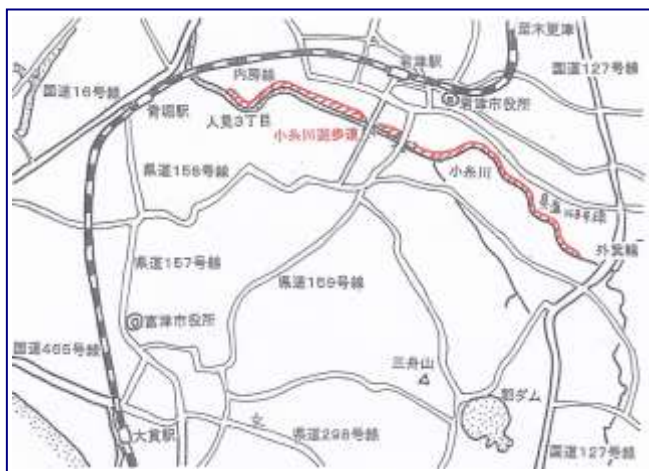 至木更津
君津駅
国道127号線
国道16号線
内房線
青堀駅
君津市役所
人見3丁目
小糸川遊歩道
県道158号線
小糸川
外箕輪
県道157号線
県道159号線
富津市役所
国道465号線
三舟山
郡ダム
大貫駅
県道298号線
国道127号線